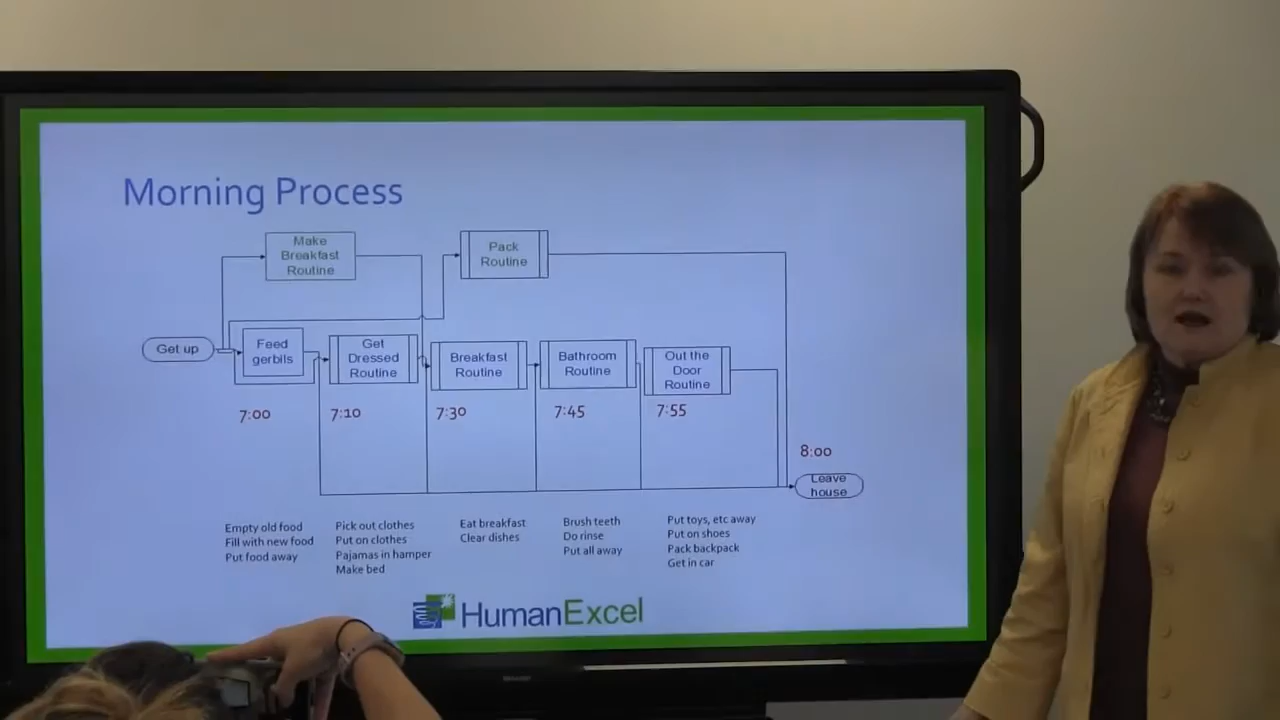 Morning Process
Make
Breakfast
Routine
Pack
Routine
Get up
Feed
gerbils
Get
Dressed
Routine
Breakfast
Routine
Bathroom
Routine
Out the
Door
Routine
7:00
7:10
7:30
7:45
7:55
8:00
Leave
house
Empty old food
Fill with new food
Put food away
Pick out clothes
Put on clothes
Pajamas in hamper
Make bed
Eat breakfast
Clear dishes
Brush teeth
Do rinse
Put all away
Put toys, etc away
Put on shoes
Pack backpack
Get in car
HumanExcel